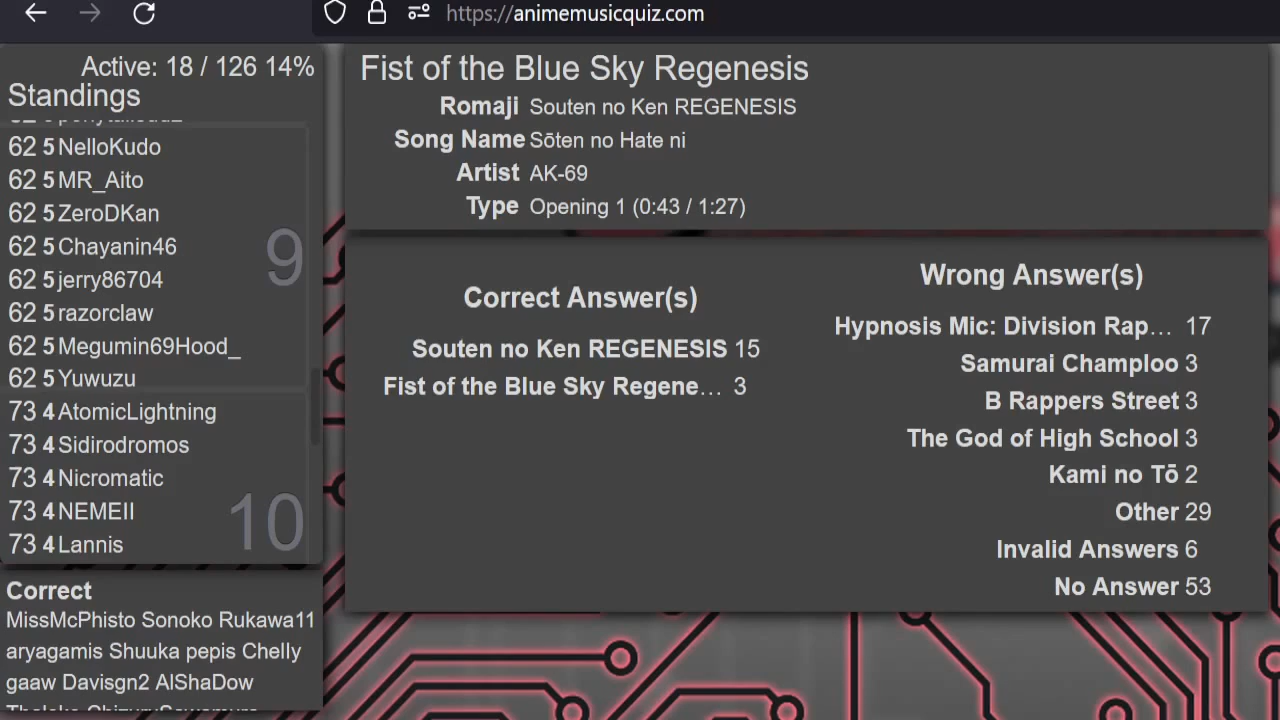 https://animemusicquiz.com
Active: 18 / 126 14%
Standings
62 5 NelloKudo
62 5 MR_Aito
62 5 ZeroDKan
62 5 Chayanin46
62 5 jerry86704
62 5 razorclaw
62 5 Megumin69Hood_
62 5 Yuwuzu
9
73 4 AtomicLightning
73 4 Sidirodromos
73 4 Nicromatic
73 4 NEMEII
73 4 Lannis
10
Correct
MissMcPhisto Sonoko Rukawa11
aryagamis Shuuka pepis Chelly
gaaw Davisgn2 AlShaDow
Fist of the Blue Sky Regenesis
Romaji Souten no Ken REGENESIS
Song Name Sōten no Hate ni
Artist AK-69
Type Opening 1 (0:43 / 1:27)
Correct Answer(s)
Souten no Ken REGENESIS 15
Fist of the Blue Sky Regene… 3
Wrong Answer(s)
Hypnosis Mic: Division Rap… 17
Samurai Champloo 3
B Rappers Street 3
The God of High School 3
Kami no Tō 2
Other 29
Invalid Answers 6
No Answer 53